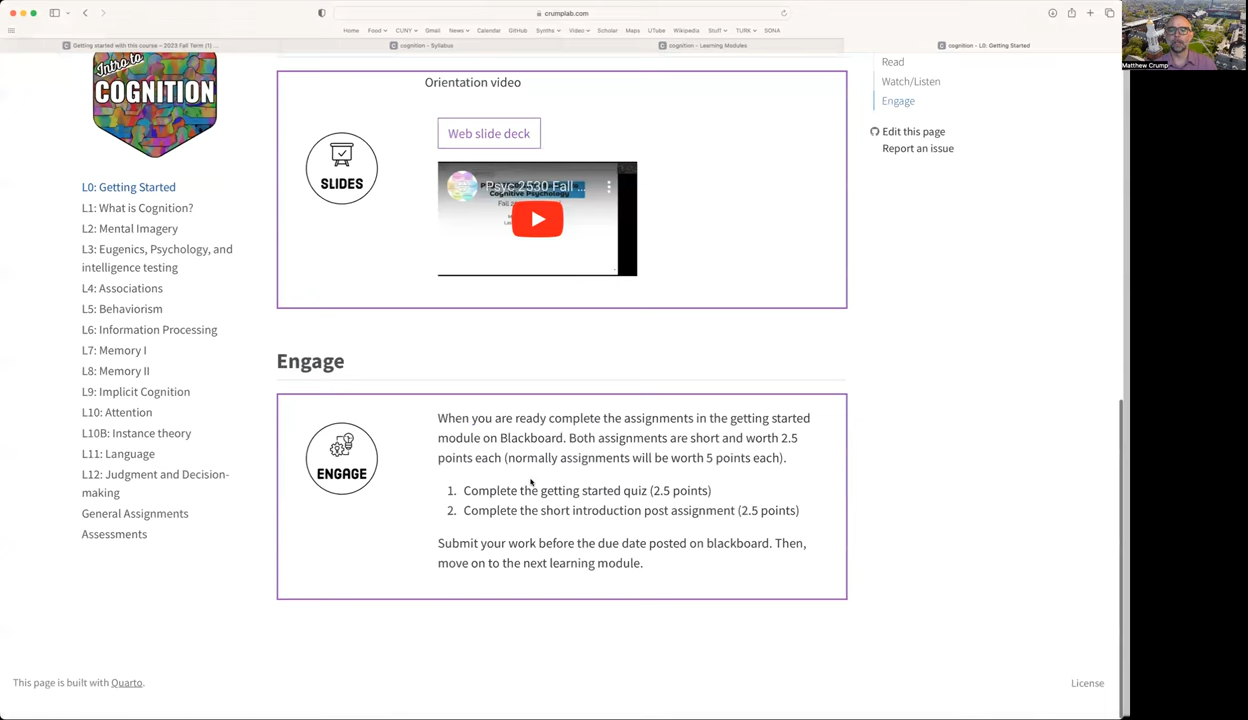 crumplab.com
Home Food CUNY Gmail News Calendar GitHub Synths Video Scholar Maps UTube Wikipedia Stuff TURK SONA
Getting started with this course – 2023 Fall Term (1) ...
cognition - Syllabus
cognition - Learning Modules
cognition - L0: Getting Started
Matthew Crump
Intro to
COGNITION
L0: Getting Started
L1: What is Cognition?
L2: Mental Imagery
L3: Eugenics, Psychology, and
intelligence testing
L4: Associations
L5: Behaviorism
L6: Information Processing
L7: Memory I
L8: Memory II
L9: Implicit Cognition
L10: Attention
L10B: Instance theory
L11: Language
L12: Judgment and Decision-
making
General Assignments
Assessments
Orientation video
Web slide deck
SLIDES
Psyc 2530 Fall ...
Cognitive Psychology
Engage
ENGAGE
When you are ready complete the assignments in the getting started
module on Blackboard. Both assignments are short and worth 2.5
points each (normally assignments will be worth 5 points each).
1. Complete the getting started quiz (2.5 points)
2. Complete the short introduction post assignment (2.5 points)
Submit your work before the due date posted on blackboard. Then,
move on to the next learning module.
Read
Watch/Listen
Engage
Edit this page
Report an issue
This page is built with Quarto.
License